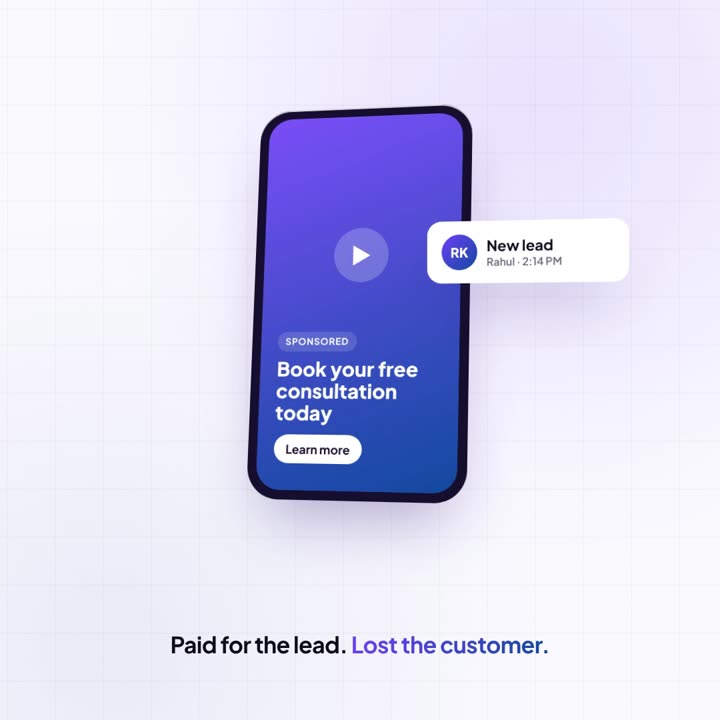 RK
New lead
Rahul · 2:14 PM
SPONSORED
Book your free
consultation
today
Learn more
Paid for the lead. Lost the customer.